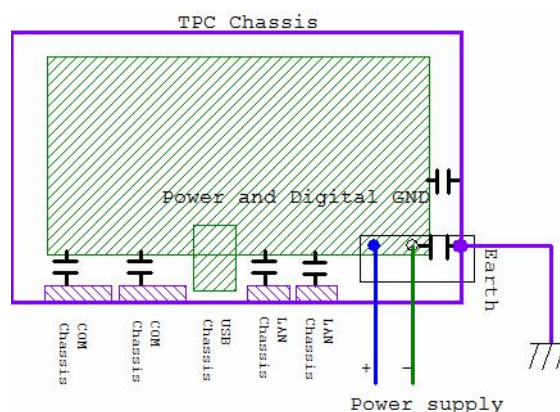 TPC Chassis
Power and Digital GND
Earth
COM
Chassis
COM
Chassis
USB
Chassis
LAN
Chassis
LAN
Chassis
+
-
Power supply